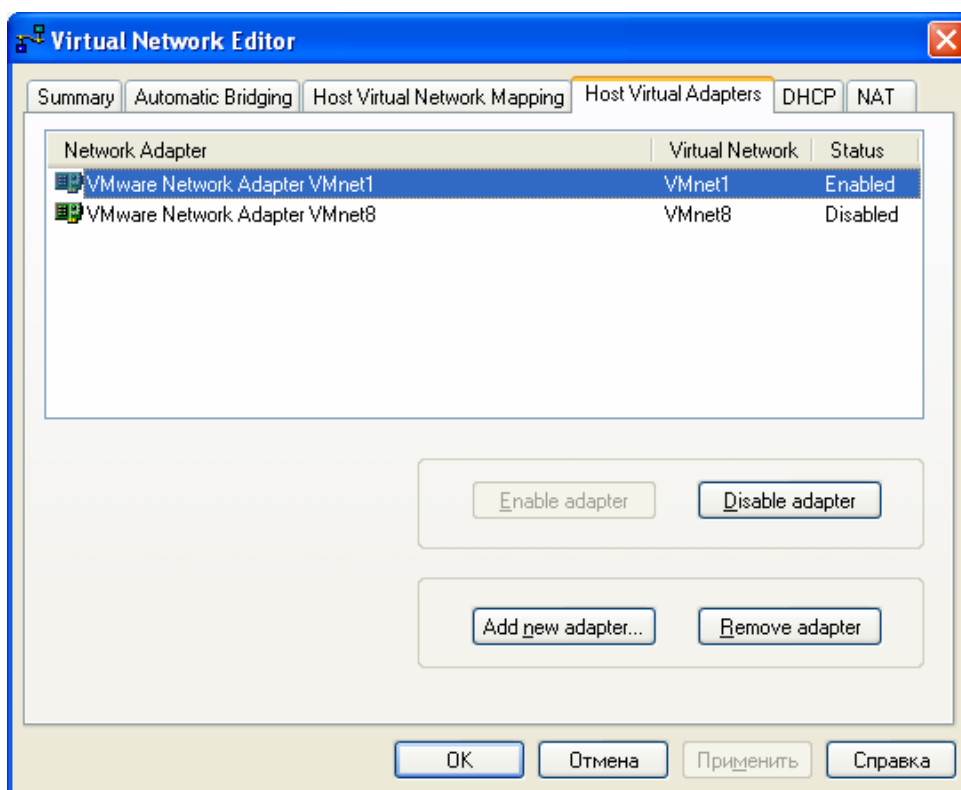 Virtual Network Editor
Summary Automatic Bridging Host Virtual Network Mapping Host Virtual Adapters DHCP NAT
Network Adapter Virtual Network Status
VMware Network Adapter VMnet1 VMnet1 Enabled
VMware Network Adapter VMnet8 VMnet8 Disabled
Enable adapter Disable adapter
Add new adapter... Remove adapter
OK Отмена Применить Справка